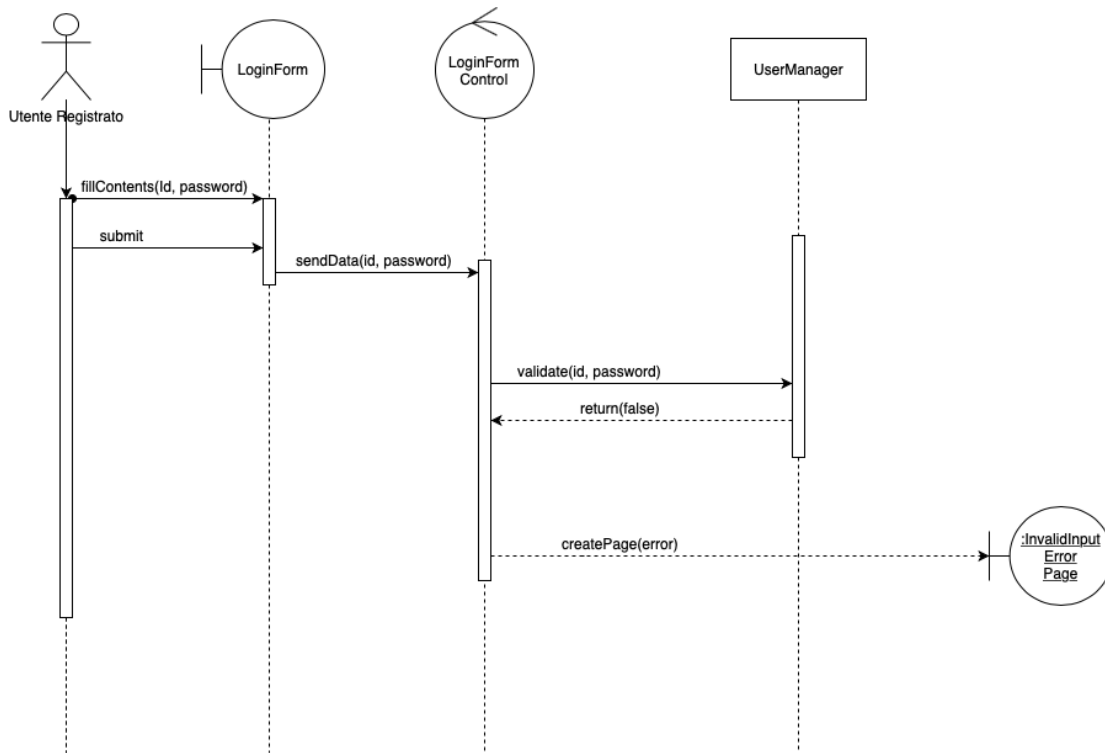 LoginForm
LoginForm
Control
UserManager
Utente Registrato
fillContents(Id, password)
submit
sendData(id, password)
validate(id, password)
return(false)
createPage(error)
:InvalidInput
Error
Page